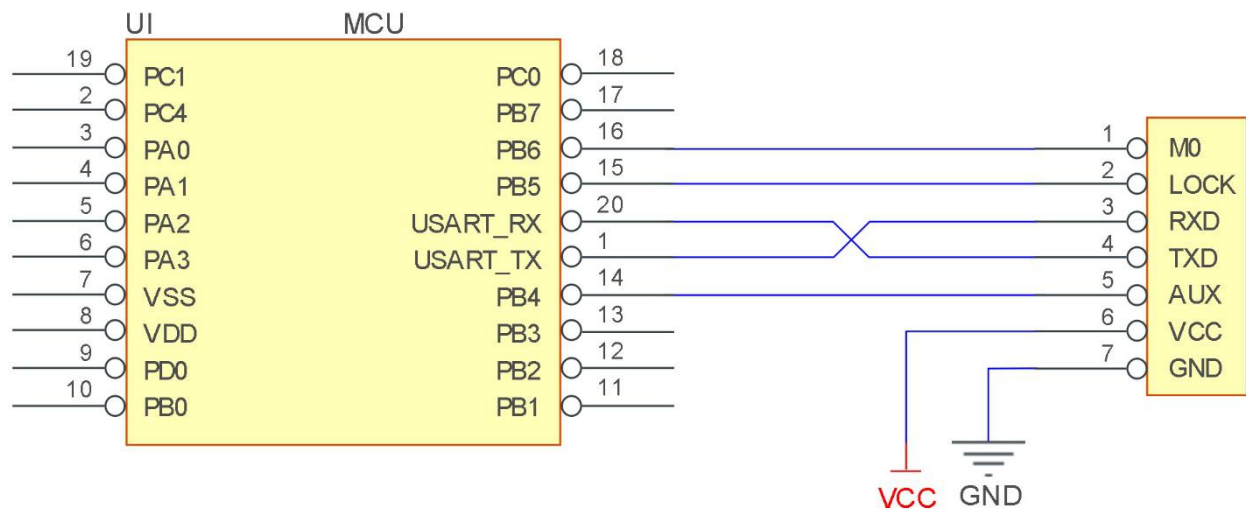 UI MCU
19 PC1 PC0 18
2 PC4 PB7 17
3 PA0 PB6 16 1 M0
4 PA1 PB5 15 2 LOCK
5 PA2 USART_RX 20 3 RXD
6 PA3 USART_TX 1 4 TXD
7 VSS PB4 14 5 AUX
8 VDD PB3 13 6 VCC
9 PD0 PB2 12 7 GND
10 PB0 PB1 11
VCC GND